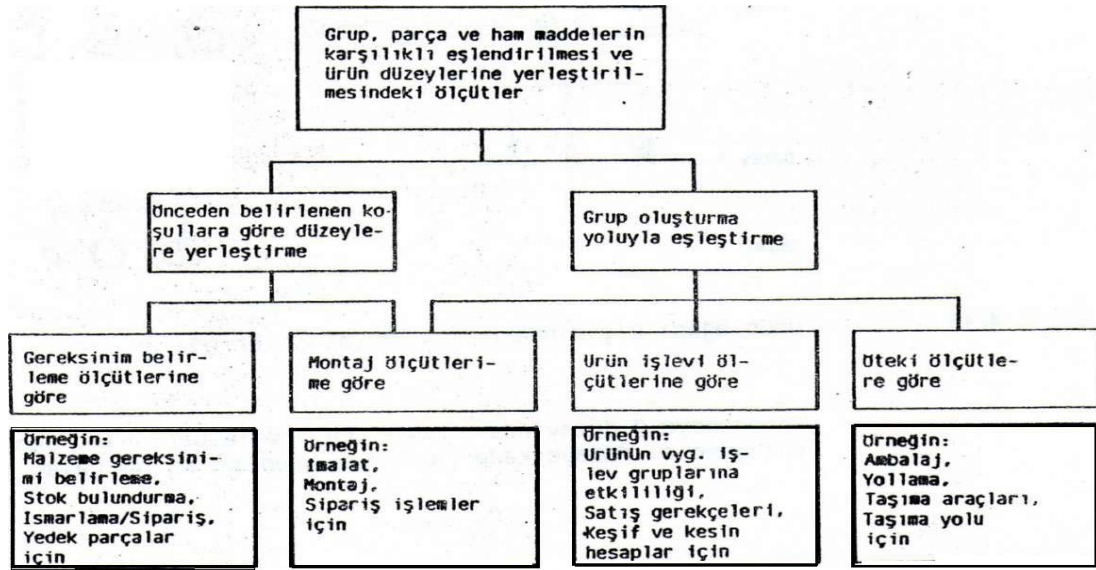 Grup, parça ve ham maddelerin
karşılıklı eşlendirilmesi ve
ürün düzeylerine yerleştiril-
mesindeki ölçütler
Önceden belirlenen ko-
şullara göre düzeyle-
re yerleştirme
Grup oluşturma
yoluyla eşleştirme
Gereksinim belir-
leme ölçütlerine
göre
Montaj ölçütleri-
me göre
Ürün işlevi öl-
çütlerine göre
Öteki ölçütle-
re göre
Örneğin:
Malzeme gereksini-
mi belirleme,
Stok bulundurma,
Ismarlama/Sipariş,
Yedek parçalar
için
Örneğin:
İmalat,
Montaj,
Sipariş işlemler
için
Örneğin:
Ürünün vyg. iş-
lev gruplarına
etkililiği,
Satış gerekçeleri,
Keşif ve kesin
hesaplar için
Örneğin:
Ambalaj,
Yollama,
Taşıma araçları,
Taşıma yolu
için